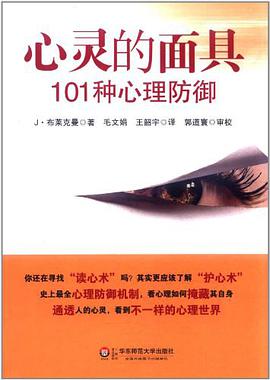 心灵的面具
101种心理防御
J·布莱克曼 著 毛文娟 王韶宇 译 郭道寰 审校
你还在寻找“读心术”吗？其实更应该了解“护心术”
史上最全心理防御机制，看心理如何掩藏其自身
通透人的心灵，看到不一样的心理世界
华东师范大学出版社